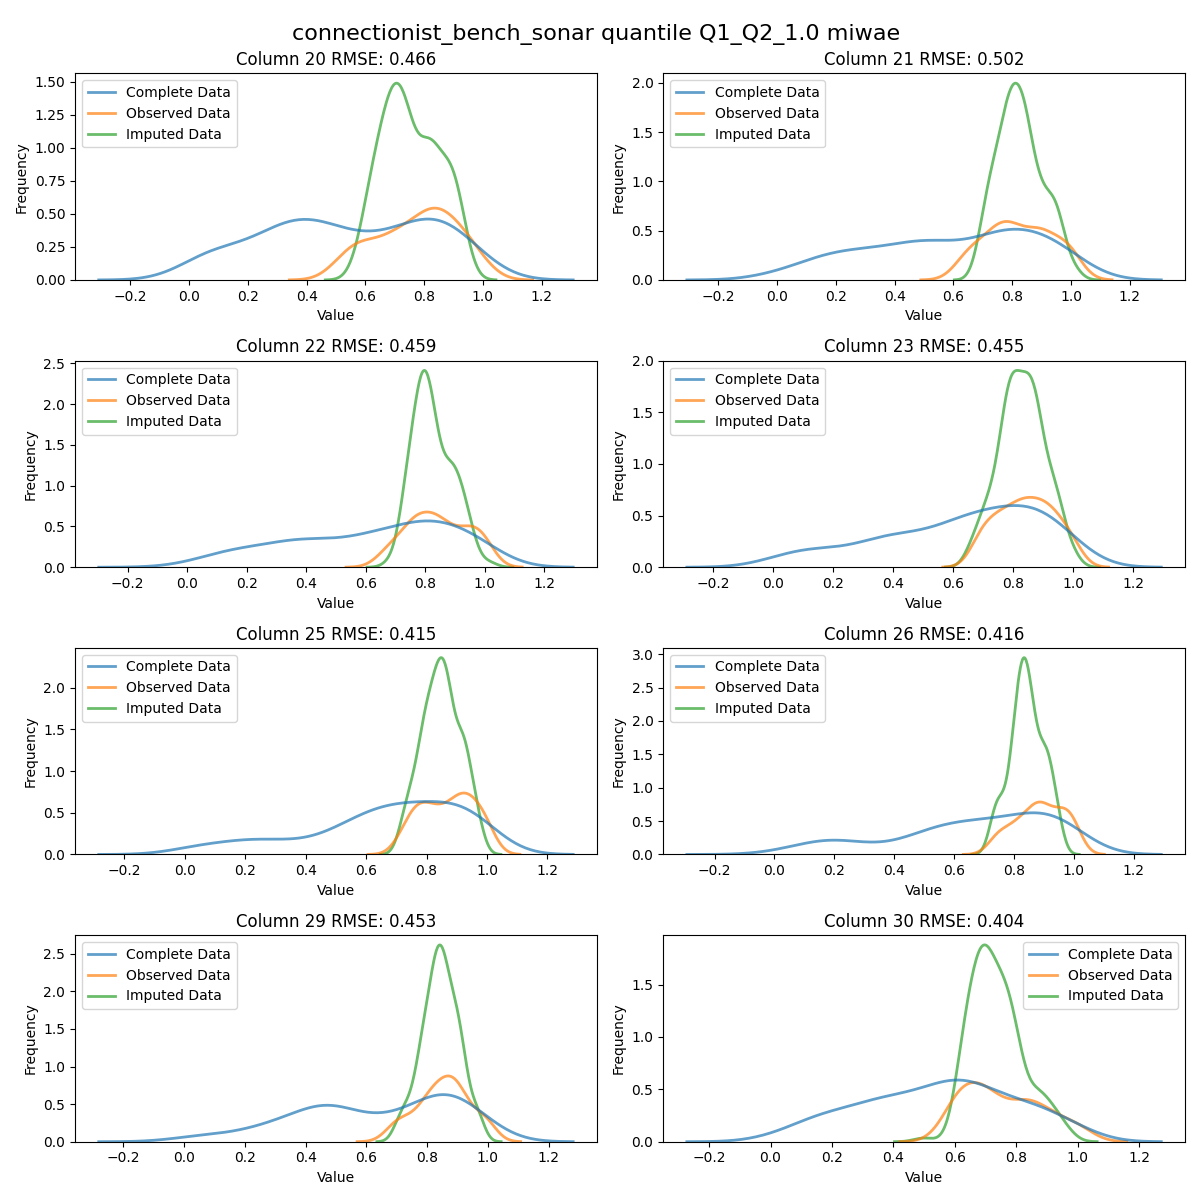 connectionist_bench_sonar quantile Q1_Q2_1.0 miwae
Column 20 RMSE: 0.466
Complete Data
Observed Data
Imputed Data
Frequency
1.50
1.25
1.00
0.75
0.50
0.25
0.00
−0.2 0.0 0.2 0.4 0.6 0.8 1.0 1.2
Value
Column 21 RMSE: 0.502
Complete Data
Observed Data
Imputed Data
Frequency
2.0
1.5
1.0
0.5
0.0
−0.2 0.0 0.2 0.4 0.6 0.8 1.0 1.2
Value
Column 22 RMSE: 0.459
Complete Data
Observed Data
Imputed Data
Frequency
2.5
2.0
1.5
1.0
0.5
0.0
−0.2 0.0 0.2 0.4 0.6 0.8 1.0 1.2
Value
Column 23 RMSE: 0.455
Complete Data
Observed Data
Imputed Data
Frequency
2.0
1.5
1.0
0.5
0.0
−0.2 0.0 0.2 0.4 0.6 0.8 1.0 1.2
Value
Column 25 RMSE: 0.415
Complete Data
Observed Data
Imputed Data
Frequency
2.0
1.5
1.0
0.5
0.0
−0.2 0.0 0.2 0.4 0.6 0.8 1.0 1.2
Value
Column 26 RMSE: 0.416
Complete Data
Observed Data
Imputed Data
Frequency
3.0
2.5
2.0
1.5
1.0
0.5
0.0
−0.2 0.0 0.2 0.4 0.6 0.8 1.0 1.2
Value
Column 29 RMSE: 0.453
Complete Data
Observed Data
Imputed Data
Frequency
2.5
2.0
1.5
1.0
0.5
0.0
−0.2 0.0 0.2 0.4 0.6 0.8 1.0 1.2
Value
Column 30 RMSE: 0.404
Complete Data
Observed Data
Imputed Data
Frequency
1.5
1.0
0.5
0.0
−0.2 0.0 0.2 0.4 0.6 0.8 1.0 1.2
Value